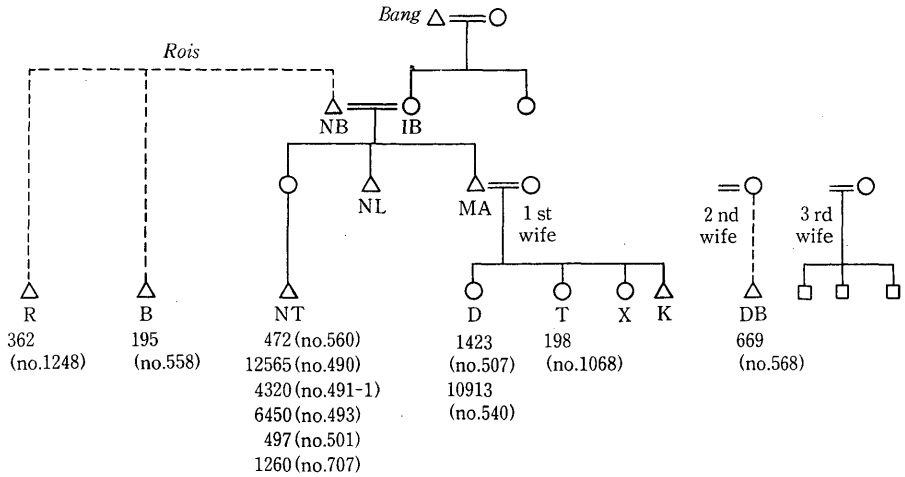 Bang
Rois
NB IB
NL MA
1 st
wife
2 nd
wife
3 rd
wife
R B NT D T X K DB
362
(no.1248)
195
(no.558)
472 (no.560)
12565 (no.490)
4320 (no.491-1)
6450 (no.493)
497 (no.501)
1260 (no.707)
1423
(no.507)
10913
(no.540)
198
(no.1068)
669
(no.568)